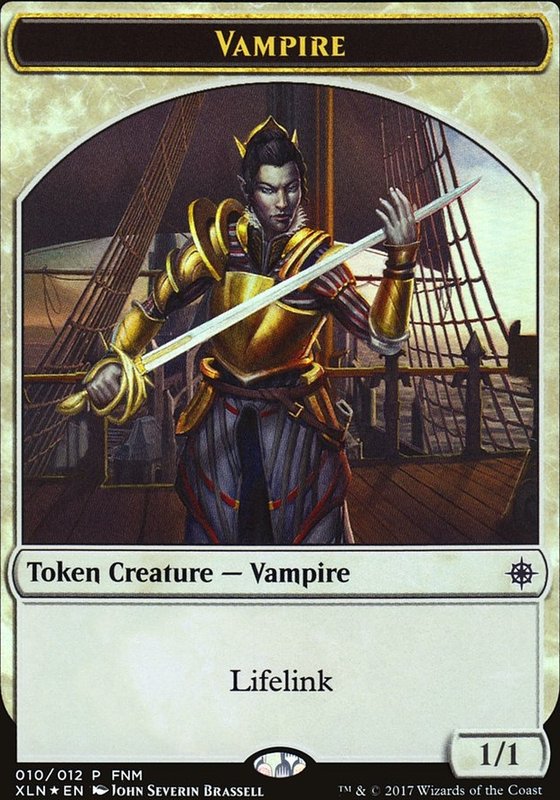 VAMPIRE
Token Creature — Vampire
Lifelink
1/1
010/012 P FNM
XLN★EN JOHN SEVERIN BRASSELL
™ & © 2017 Wizards of the Coast